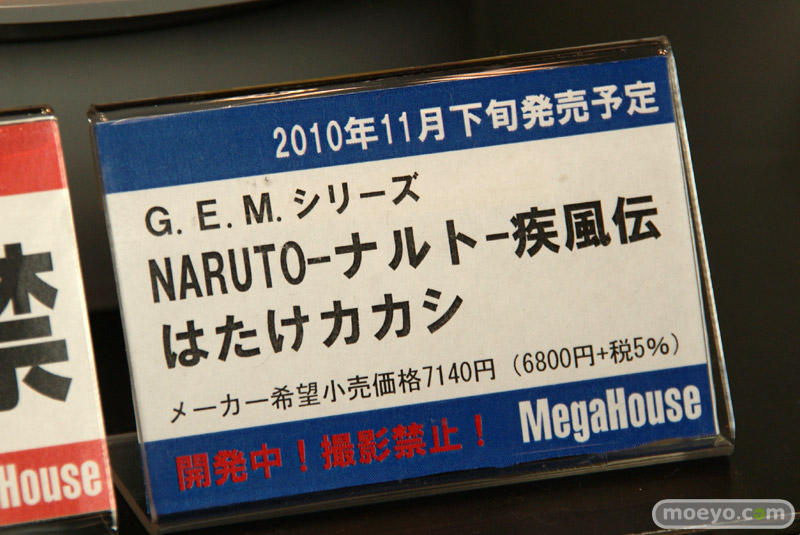 2010年11月下旬発売予定
G.E.M.シリーズ
NARUTO-ナルト-疾風伝
はたけカカシ
メーカー希望小売価格7140円（6800円+税5%）
開発中！撮影禁止！ MegaHouse
禁
House
moeyo.com